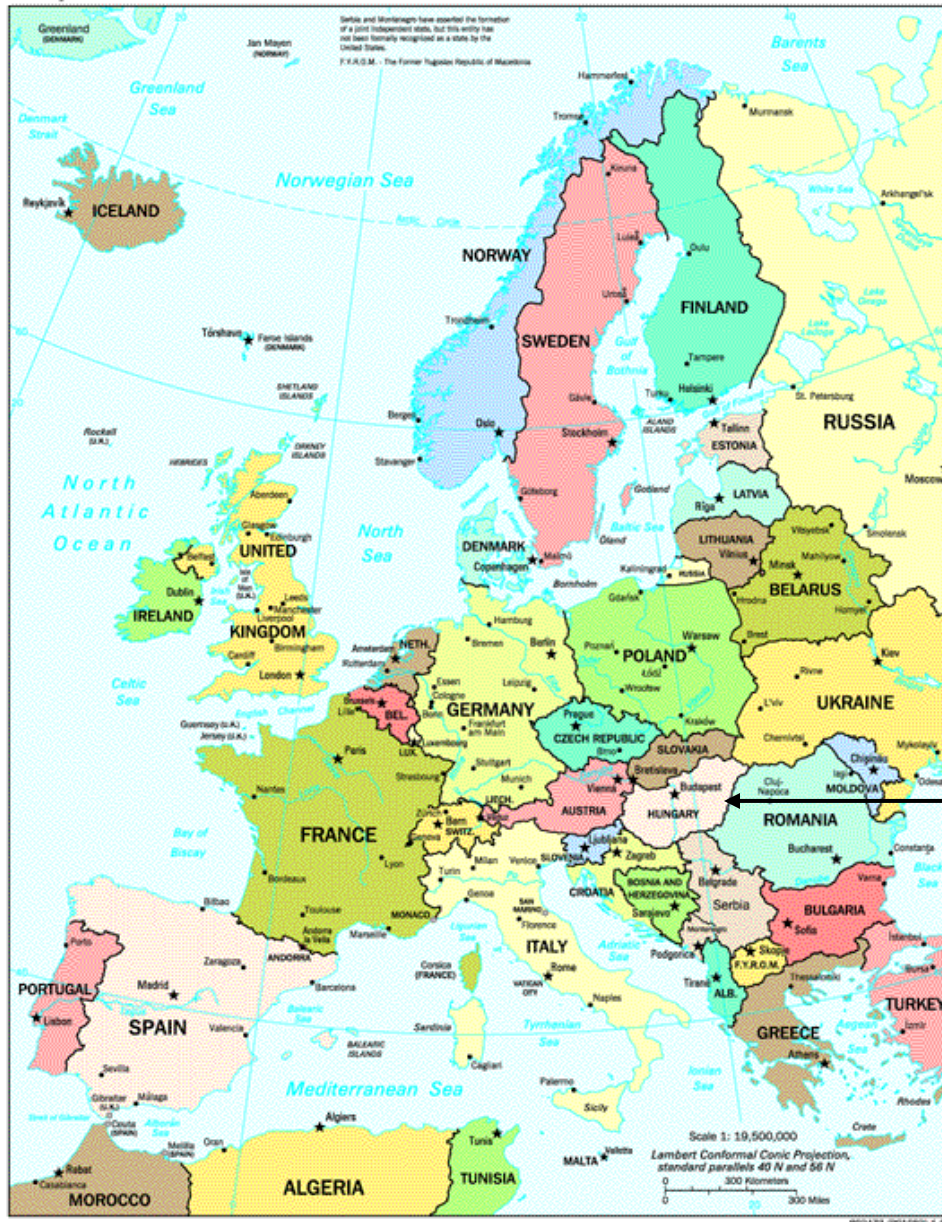 Greenland
(DENMARK)
Jan Mayen
(NORWAY)
Serbia and Montenegro have asserted the formation
of a joint independent state, but this entity has
not been formally recognized as a state by the
United States.
F.Y.R.O.M. - The Former Yugoslav Republic of Macedonia
Barents
Sea
Hammerfest
Greenland
Sea
Murmansk
Tromsø
Denmark
Strait
Kiruna
Norwegian Sea
White Sea
Arkhangel'sk
Reykjavík
ICELAND
Arctic Circle
Luleå
Oulu
NORWAY
Umeå
FINLAND
Lake
Onega
Lake
Ladoga
Trondheim
Tórshavn
Faroe Islands
(DENMARK)
SWEDEN
Gulf
of
Bothnia
Tampere
SHETLAND
ISLANDS
Turku
Helsinki
St. Petersburg
Gävle
Gulf of Finland
Bergen
ALAND
ISLANDS
Rockall
(U.K.)
Oslo
Tallinn
RUSSIA
ORKNEY
ISLANDS
Stockholm
ESTONIA
HEBRIDES
Stavanger
Moscow
North
Atlantic
Ocean
Aberdeen
Göteborg
Gotland
Rīga
LATVIA
North
Sea
Baltic Sea
Glasgow
Edinburgh
Öland
LITHUANIA
Vitsyebsk
Smolensk
UNITED
KINGDOM
DENMARK
Copenhagen
Malmö
Vilnius
Mahilyow
Belfast
Kaliningrad
RUSSIA
Minsk
Isle
of
Man
(U.K.)
Bornholm
BELARUS
Dublin
Irish
Sea
Leeds
Manchester
Liverpool
Gdańsk
Hrodna
Homyel'
IRELAND
Hamburg
Birmingham
NETH.
Amsterdam
Bremen
Berlin
Poznań
Warsaw
Brest
Cardiff
Rotterdam
POLAND
Łódź
Kiev
Celtic
Sea
London
Essen
Cologne
Leipzig
Rivne
English Channel
Brussels
BEL.
Bonn
GERMANY
Wrocław
L'viv
UKRAINE
Lille
Guernsey (U.K.)
Jersey (U.K.)
Frankfurt
am Main
Prague
CZECH REPUBLIC
Kraków
LUX.
Luxembourg
Brno
Chernivtsi
Paris
SLOVAKIA
Mykolayiv
Strasbourg
Stuttgart
Bratislava
Iaşi
Chişinău
Munich
Vienna
Budapest
Cluj-
Napoca
MOLDOVA
Odesa
Nantes
LIECH.
Vaduz
AUSTRIA
HUNGARY
Zürich
Bern
SWITZ.
ROMANIA
FRANCE
Geneva
Ljubljana
Bay of
Biscay
Lyon
Milan
Venice
SLOVENIA
Zagreb
Bucharest
Constanţa
Bordeaux
Turin
CROATIA
BOSNIA AND
HERZEGOVINA
Belgrade
Varna
Black
Sea
Genoa
Po
Danube
Bilbao
Toulouse
MONACO
SAN
MARINO
Florence
Sarajevo
Serbia
BULGARIA
Porto
Andorra
la Vella
ANDORRA
Marseille
Ligurian
Sea
ITALY
Adriatic
Sea
Montenegro
Sofia
İstanbul
Zaragoza
Corsica
(FRANCE)
Podgorica
Skopje
F.Y.R.O.M.
Bursa
PORTUGAL
Madrid
Barcelona
Rome
VATICAN
CITY
Tiranë
ALB.
Thessaloniki
Lisbon
SPAIN
Balearic
Sea
Naples
TURKEY
Valencia
Sardinia
Tyrrhenian
Sea
GREECE
Aegean
Sea
İzmir
BALEARIC
ISLANDS
Athens
Sevilla
Cagliari
Palermo
Ionian
Sea
Mediterranean Sea
Gibraltar
(U.K.)
Málaga
Sicily
Rhodes
Strait of Gibraltar
Ceuta
(SPAIN)
Alborán
Sea
Algiers
Crete
Melilla
(SPAIN)
Oran
Tunis
Scale 1: 19,500,000
Rabat
Casablanca
MALTA
Valletta
Lambert Conformal Conic Projection,
standard parallels 40 N and 56 N
TUNISIA
0 300 Kilometers
0 300 Miles
MOROCCO
ALGERIA